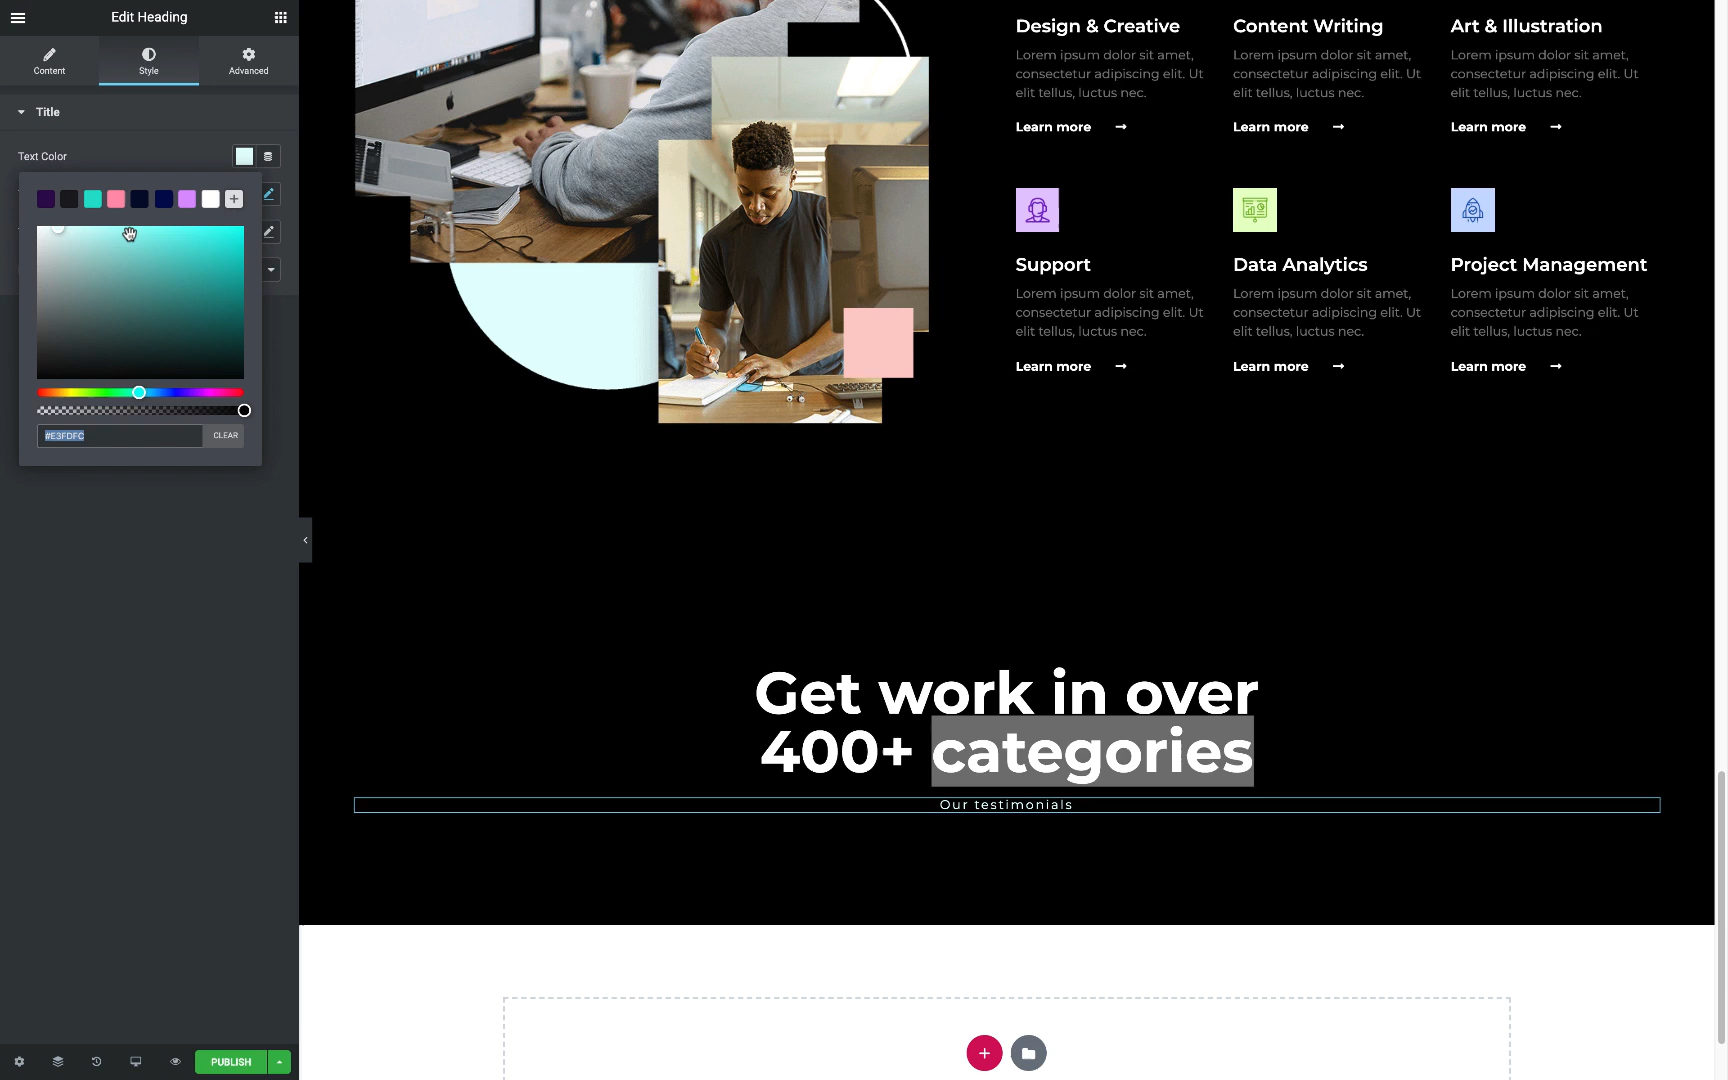 Edit Heading
Content
Style
Advanced
Title
Text Color
#E3FDFC
CLEAR
PUBLISH
Design & Creative
Lorem ipsum dolor sit amet,
consectetur adipiscing elit. Ut
elit tellus, luctus nec.
Learn more
Content Writing
Lorem ipsum dolor sit amet,
consectetur adipiscing elit. Ut
elit tellus, luctus nec.
Learn more
Art & Illustration
Lorem ipsum dolor sit amet,
consectetur adipiscing elit. Ut
elit tellus, luctus nec.
Learn more
Support
Lorem ipsum dolor sit amet,
consectetur adipiscing elit. Ut
elit tellus, luctus nec.
Learn more
Data Analytics
Lorem ipsum dolor sit amet,
consectetur adipiscing elit. Ut
elit tellus, luctus nec.
Learn more
Project Management
Lorem ipsum dolor sit amet,
consectetur adipiscing elit. Ut
elit tellus, luctus nec.
Learn more
Get work in over
400+ categories
Our testimonials